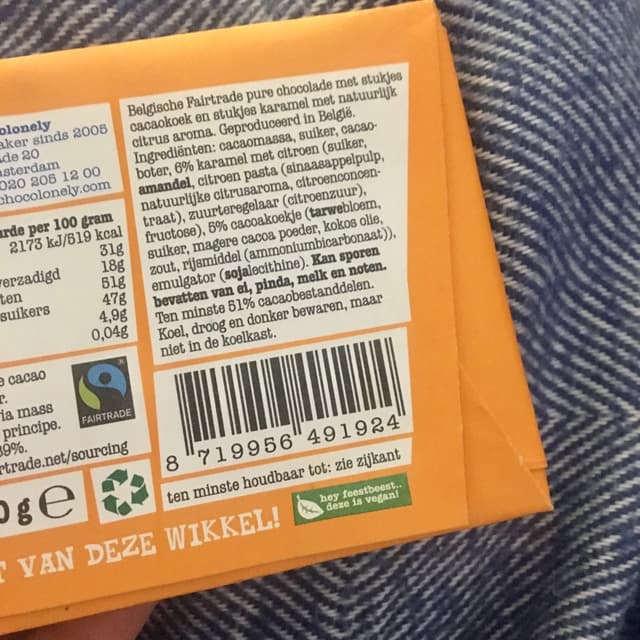 olonely
aker sinds 2005
de 20
sterdam
020 205 12 00
chocolonely.com
Belgische Fairtrade pure chocolade met stukjes
cacaokoek en stukjes karamel met natuurlijk
citrus aroma. Geproduceerd in België.
Ingrediënten: cacaomassa, suiker, cacao-
boter, 6% karamel met citroen (suiker,
amandel, citroen pasta (sinaasappelpulp,
natuurlijke citrusaroma, citroenconcen-
traat), zuurteregelaar (citroenzuur),
fructose), 5% cacaokoekje (tarwebloem,
suiker, magere cacoa poeder, kokos olie,
zout, rijsmiddel (ammoniumbicarbonaat)),
emulgator (sojalecithine). Kan sporen
bevatten van ei, pinda, melk en noten.
Ten minste 51% cacaobestanddelen.
Koel, droog en donker bewaren, maar
niet in de koelkast.
arde per 100 gram
2173 kJ/519 kcal
31g
verzadigd 18g
51g
suikers 47g
4,9g
0,04g
e cacao
r.
ia mass
principe.
39%.
rtrade.net/sourcing
FAIRTRADE
8 719956 491924
0g e
ten minste houdbaar tot: zie zijkant
hey feestbeest..
deze is vegan!
T VAN DEZE WIKKEL!